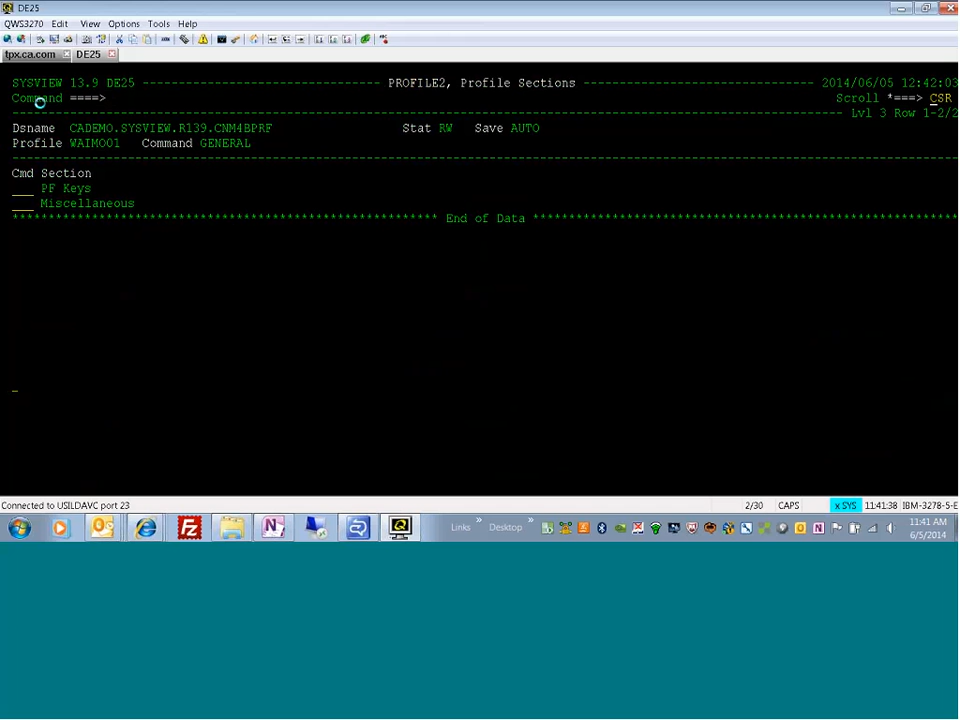 DE25
QWS3270 Edit View Options Tools Help
tpx.ca.com DE25
SYSVIEW 13.9 DE25 --------------------------------- PROFILE2, Profile Sections -------------------------------- 2014/06/05 12:42:03
Command ====> Scroll *===> CSR
Lvl 3 Row 1-2/2
Dsname CADEMO.SYSVIEW.R139.CNM4BPRF Stat RW Save AUTO
Profile WAIMO01 Command GENERAL
Cmd Section
___ PF Keys
___ Miscellaneous
*********************************************************** End of Data ***********************************************************
Connected to USILDAVC port 23 2/30 CAPS x SYS 11:41:38 IBM-3278-5-E
Links » Desktop » 11:41 AM
6/5/2014